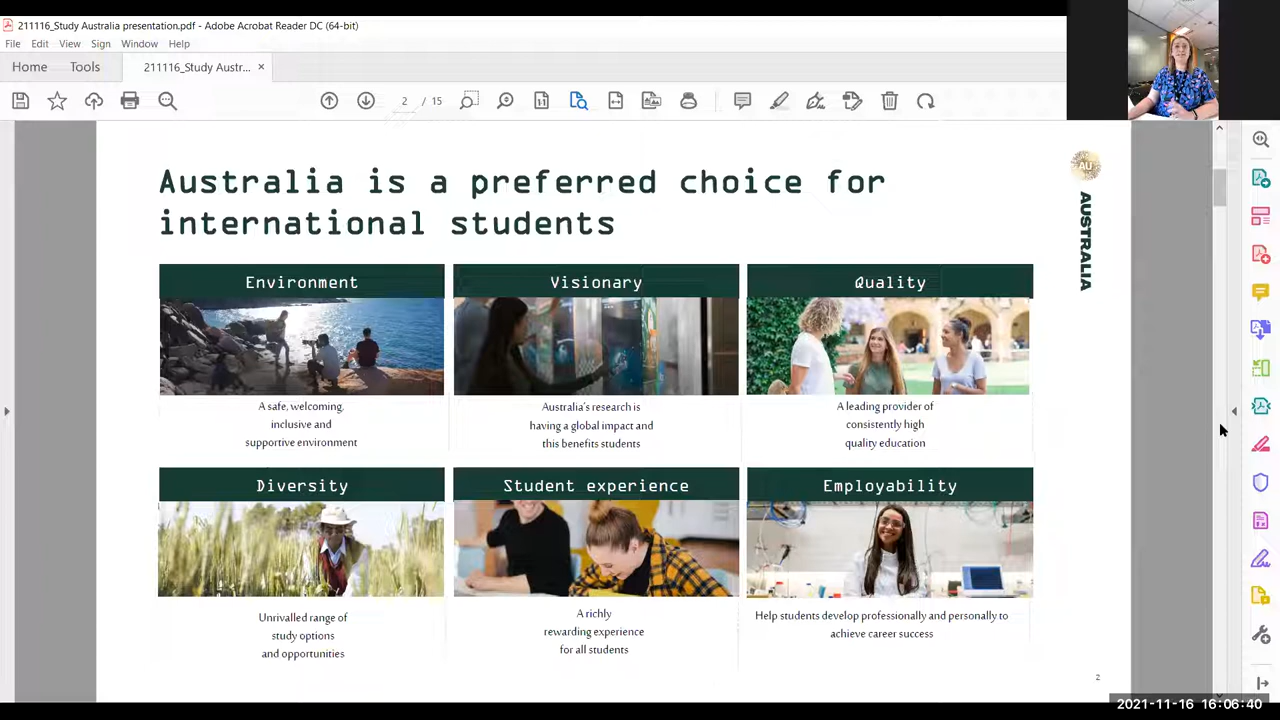 211116_Study Australia presentation.pdf - Adobe Acrobat Reader DC (64-bit)
File Edit View Sign Window Help
Home Tools 211116_Study Austr... ×
2 / 15
Australia is a preferred choice for
international students
AU
AUSTRALIA
Environment
Visionary
Quality
A safe, welcoming,
inclusive and
supportive environment
Australia's research is
having a global impact and
this benefits students
A leading provider of
consistently high
quality education
Diversity
Student experience
Employability
Unrivalled range of
study options
and opportunities
A richly
rewarding experience
for all students
Help students develop professionally and personally to
achieve career success
2
2021-11-16 16:06:40